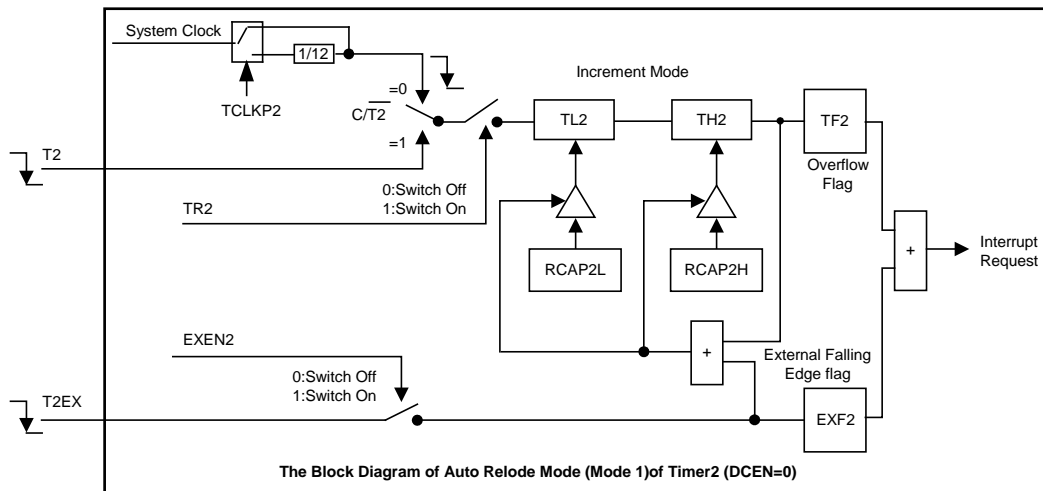 System Clock
1/12
TCLKP2
=0
C/T2
=1
Increment Mode
TL2
TH2
TF2
Overflow
Flag
T2
0:Switch Off
1:Switch On
TR2
RCAP2L
RCAP2H
+
Interrupt
Request
EXEN2
0:Switch Off
1:Switch On
+
External Falling
Edge flag
T2EX
EXF2
The Block Diagram of Auto Relode Mode (Mode 1)of Timer2 (DCEN=0)